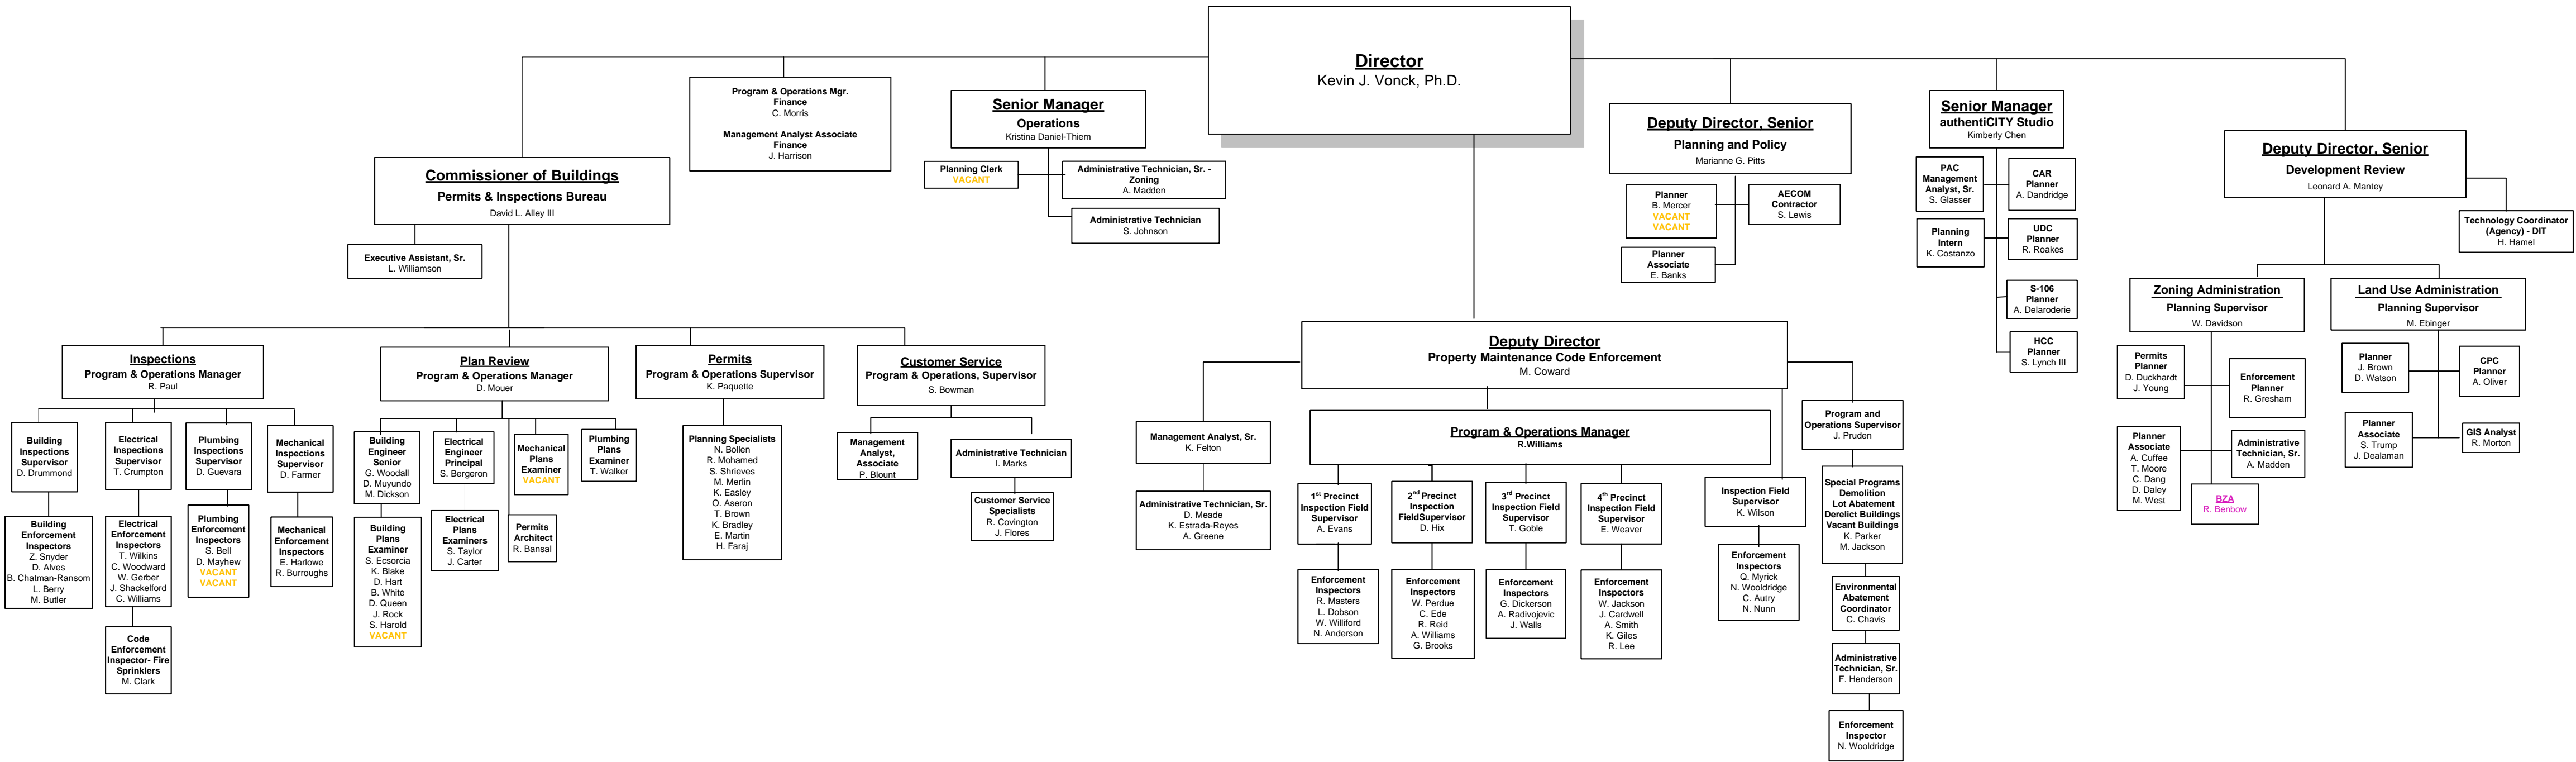 Director
Kevin J. Vonck, Ph.D.
Commissioner of Buildings
Permits & Inspections Bureau
David L. Alley III
Executive Assistant, Sr.
L. Williamson
Program & Operations Mgr.
Finance
C. Morris
Management Analyst Associate
Finance
J. Harrison
Senior Manager
Operations
Kristina Daniel-Thiem
Planning Clerk
VACANT
Administrative Technician, Sr. -
Zoning
A. Madden
Administrative Technician
S. Johnson
Deputy Director, Senior
Planning and Policy
Marianne G. Pitts
Planner
B. Mercer
VACANT
VACANT
AECOM
Contractor
S. Lewis
Planner
Associate
E. Banks
Senior Manager
authentiCITY Studio
Kimberly Chen
PAC
Management
Analyst, Sr.
S. Glasser
CAR
Planner
A. Dandridge
Planning
Intern
K. Costanzo
UDC
Planner
R. Roakes
S-106
Planner
A. Delaroderie
HCC
Planner
S. Lynch III
Deputy Director, Senior
Development Review
Leonard A. Mantey
Technology Coordinator
(Agency) - DIT
H. Hamel
Zoning Administration
Planning Supervisor
W. Davidson
Permits
Planner
D. Duckhardt
J. Young
Enforcement
Planner
R. Gresham
Planner
Associate
A. Cuffee
T. Moore
C. Dang
D. Daley
M. West
Administrative
Technician, Sr.
A. Madden
BZA
R. Benbow
Land Use Administration
Planning Supervisor
M. Ebinger
Planner
J. Brown
D. Watson
CPC
Planner
A. Oliver
Planner
Associate
S. Trump
J. Dealaman
GIS Analyst
R. Morton
Inspections
Program & Operations Manager
R. Paul
Building
Inspections
Supervisor
D. Drummond
Building
Enforcement
Inspectors
Z. Snyder
D. Alves
B. Chatman-Ransom
L. Berry
M. Butler
Electrical
Inspections
Supervisor
T. Crumpton
Electrical
Enforcement
Inspectors
T. Wilkins
C. Woodward
W. Gerber
J. Shackelford
C. Williams
Code
Enforcement
Inspector- Fire
Sprinklers
M. Clark
Plumbing
Inspections
Supervisor
D. Guevara
Plumbing
Enforcement
Inspectors
S. Bell
D. Mayhew
VACANT
VACANT
Mechanical
Inspections
Supervisor
D. Farmer
Mechanical
Enforcement
Inspectors
E. Harlowe
R. Burroughs
Plan Review
Program & Operations Manager
D. Mouer
Building
Engineer
Senior
G. Woodall
D. Muyundo
M. Dickson
Building
Plans
Examiner
S. Ecsorcia
K. Blake
D. Hart
B. White
D. Queen
J. Rock
S. Harold
VACANT
Electrical
Engineer
Principal
S. Bergeron
Electrical
Plans
Examiners
S. Taylor
J. Carter
Mechanical
Plans
Examiner
VACANT
Permits
Architect
R. Bansal
Plumbing
Plans
Examiner
T. Walker
Permits
Program & Operations Supervisor
K. Paquette
Planning Specialists
N. Bollen
R. Mohamed
S. Shrieves
M. Merlin
K. Easley
O. Aseron
T. Brown
K. Bradley
E. Martin
H. Faraj
Customer Service
Program & Operations, Supervisor
S. Bowman
Management
Analyst,
Associate
P. Blount
Administrative Technician
I. Marks
Customer Service
Specialists
R. Covington
J. Flores
Deputy Director
Property Maintenance Code Enforcement
M. Coward
Management Analyst, Sr.
K. Felton
Administrative Technician, Sr.
D. Meade
K. Estrada-Reyes
A. Greene
Program & Operations Manager
R.Williams
1st Precinct
Inspection Field
Supervisor
A. Evans
Enforcement
Inspectors
R. Masters
L. Dobson
W. Williford
N. Anderson
2nd Precinct
Inspection
FieldSupervisor
D. Hix
Enforcement
Inspectors
W. Perdue
C. Ede
R. Reid
A. Williams
G. Brooks
3rd Precinct
Inspection Field
Supervisor
T. Goble
Enforcement
Inspectors
G. Dickerson
A. Radivojevic
J. Walls
4th Precinct
Inspection Field
Supervisor
E. Weaver
Enforcement
Inspectors
W. Jackson
J. Cardwell
A. Smith
K. Giles
R. Lee
Inspection Field
Supervisor
K. Wilson
Enforcement
Inspectors
Q. Myrick
N. Wooldridge
C. Autry
N. Nunn
Program and
Operations Supervisor
J. Pruden
Special Programs
Demolition
Lot Abatement
Derelict Buildings
Vacant Buildings
K. Parker
M. Jackson
Environmental
Abatement
Coordinator
C. Chavis
Administrative
Technician, Sr.
F. Henderson
Enforcement
Inspector
N. Wooldridge